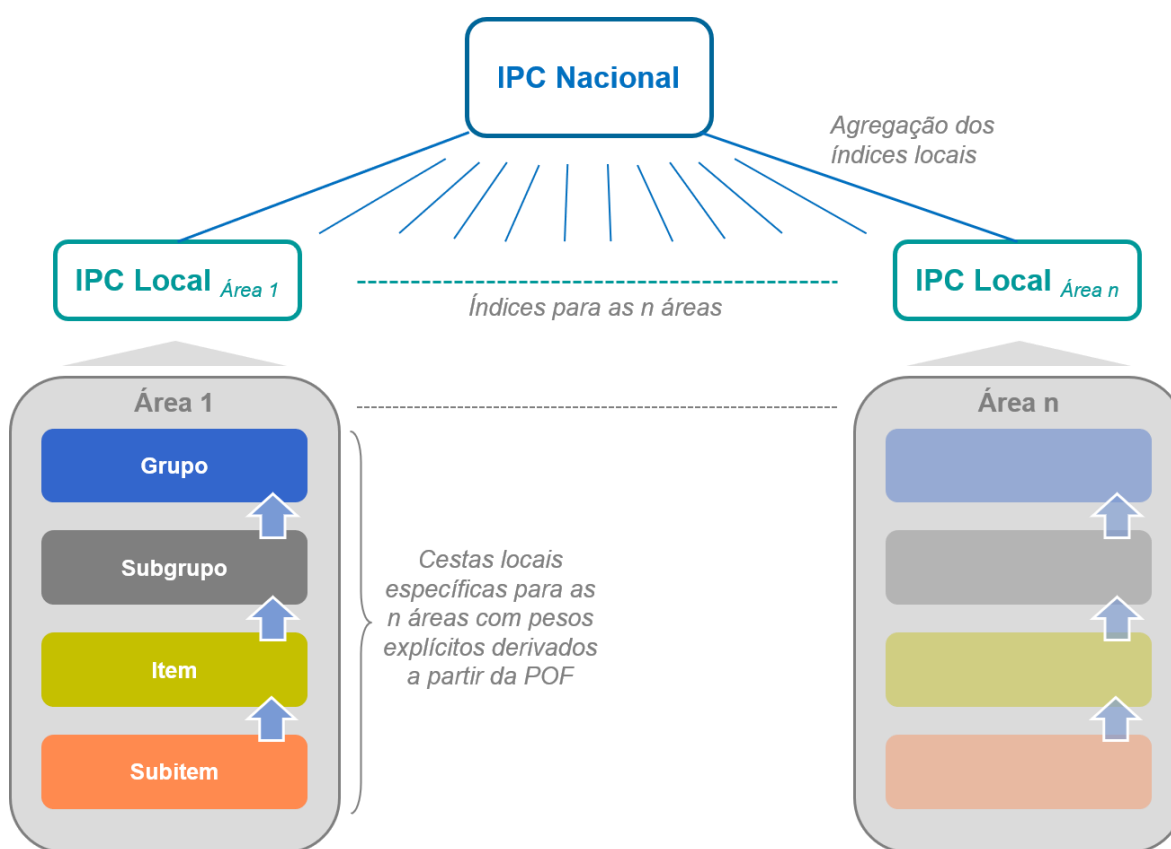 IPC Nacional
Agregação dos
índices locais
IPC Local Área 1
IPC Local Área n
Índices para as n áreas
Área 1
Área n
Grupo
Subgrupo
Item
Subitem
Cestas locais
específicas para as
n áreas com pesos
explícitos derivados
a partir da POF